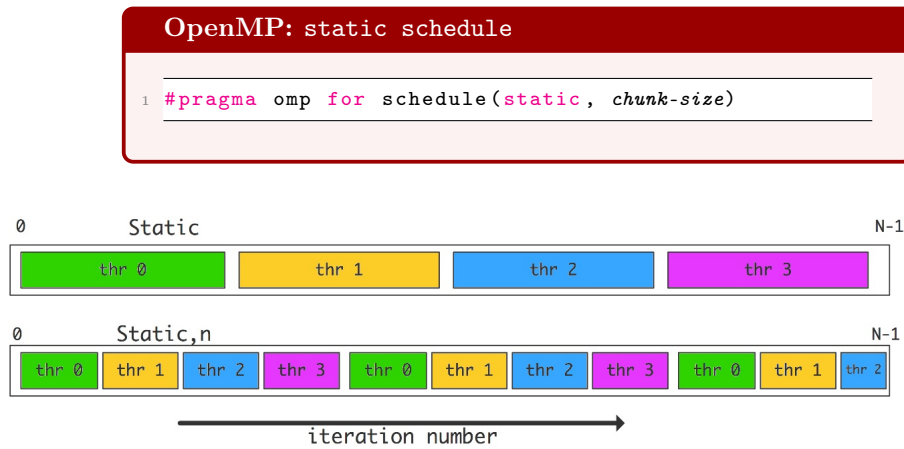 OpenMP: static schedule
1 #pragma omp for schedule(static, chunk-size)
0 Static N-1
thr 0 thr 1 thr 2 thr 3
0 Static,n N-1
thr 0 thr 1 thr 2 thr 3 thr 0 thr 1 thr 2 thr 3 thr 0 thr 1 thr 2
iteration number